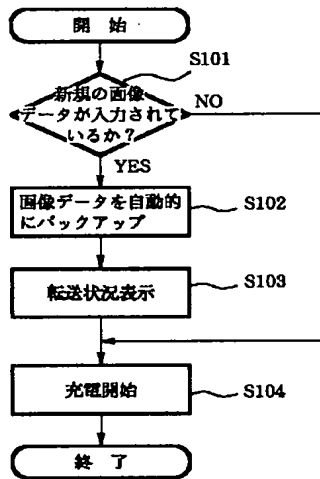 開 始
S101
新規の画像
データが入力されて
いるか？
NO
YES
画像データを自動的
にバックアップ
S102
転送状況表示
S103
充電開始
S104
終 了